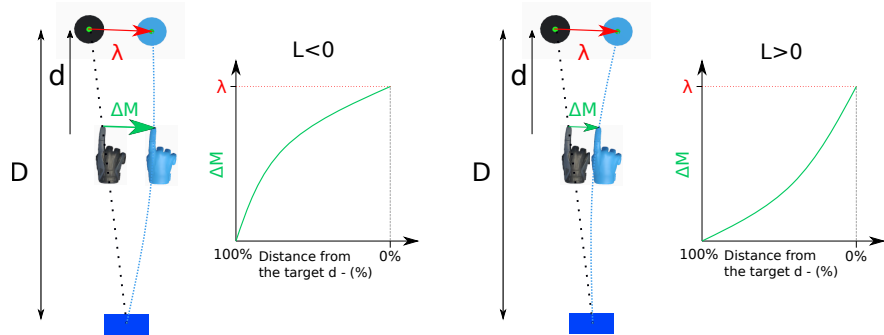 λ
d
ΔM
D
L<0
λ
ΔM
100%
Distance from
the target d - (%)
0%
λ
d
ΔM
D
L>0
λ
ΔM
100%
Distance from
the target d - (%)
0%